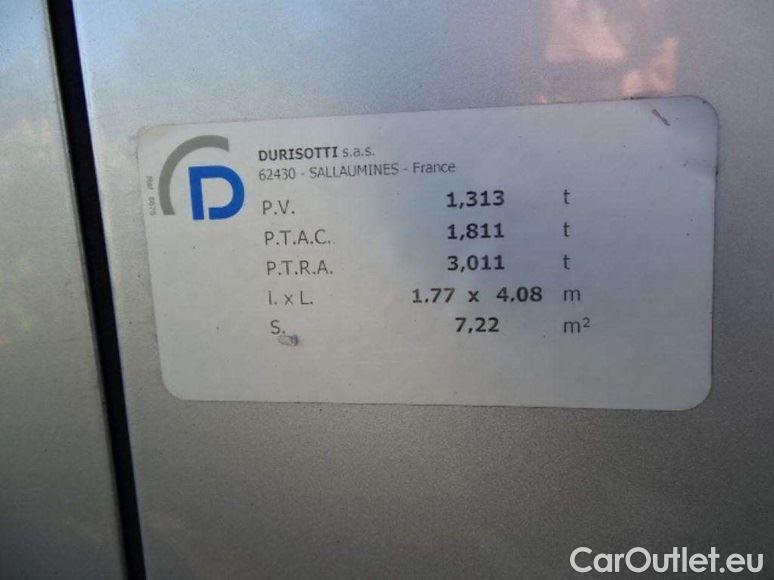 DURISOTTI s.a.s.
62430 - SALLAUMINES - France
D
P.V. 1,313 t
P.T.A.C. 1,811 t
P.T.R.A. 3,011 t
l. x L. 1.77 x 4.08 m
S. 7,22 m²
CarOutlet.eu